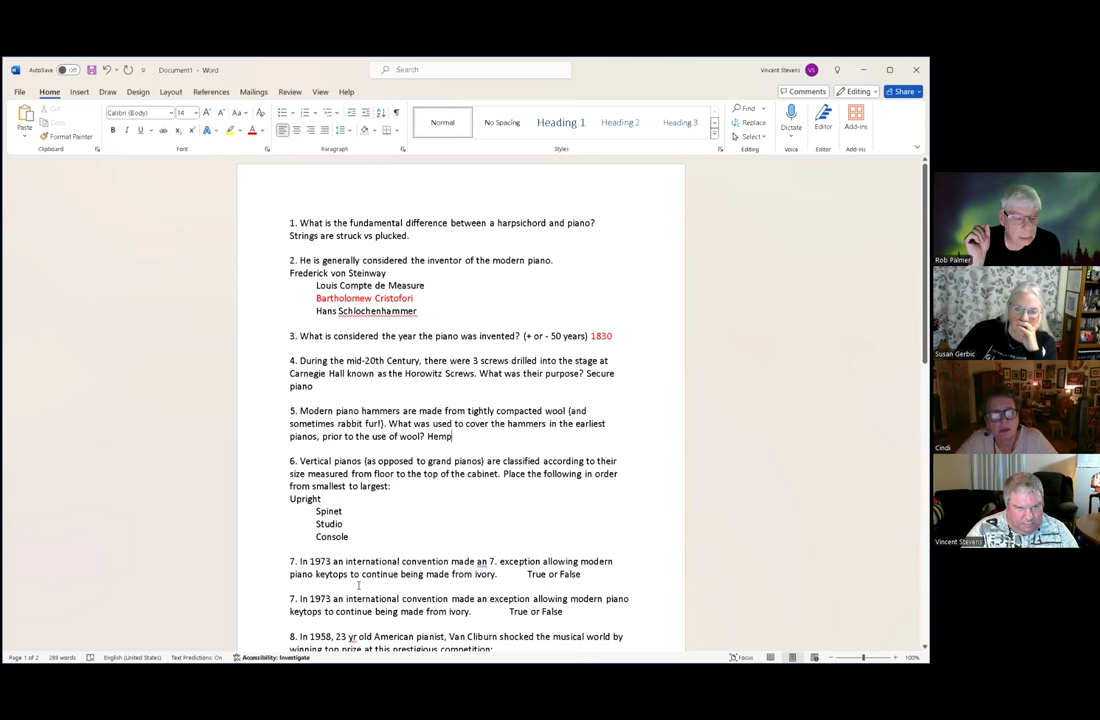 AutoSave Off Document1 - Word Search Vincent Stevens VS
File Home Insert Draw Design Layout References Mailings Review View Help Comments Editing Share
Paste Cut Copy Format Painter Calibri (Body) 14 Normal No Spacing Heading 1 Heading 2 Heading 3 Find Replace Select Dictate Editor Add-ins
Clipboard Font Paragraph Styles Editing Voice Editor Add-ins
1. What is the fundamental difference between a harpsichord and piano?
Strings are struck vs plucked.
2. He is generally considered the inventor of the modern piano.
Frederick von Steinway
Louis Compte de Measure
Bartholomew Cristofori
Hans Schlochenhammer
3. What is considered the year the piano was invented? (+ or - 50 years) 1830
4. During the mid-20th Century, there were 3 screws drilled into the stage at
Carnegie Hall known as the Horowitz Screws. What was their purpose? Secure
piano
5. Modern piano hammers are made from tightly compacted wool (and
sometimes rabbit fur!). What was used to cover the hammers in the earliest
pianos, prior to the use of wool? Hemp
6. Vertical pianos (as opposed to grand pianos) are classified according to their
size measured from floor to the top of the cabinet. Place the following in order
from smallest to largest:
Upright
Spinet
Studio
Console
7. In 1973 an international convention made an 7. exception allowing modern
piano keytops to continue being made from ivory. True or False
7. In 1973 an international convention made an exception allowing modern piano
keytops to continue being made from ivory. True or False
8. In 1958, 23 yr old American pianist, Van Cliburn shocked the musical world by
winning top prize at this prestigious competition:
Page 1 of 2 288 words English (United States) Text Predictions: On Accessibility: Investigate Focus 100%
Rob Palmer
Susan Gerbic
Cindi
Vincent Stevens